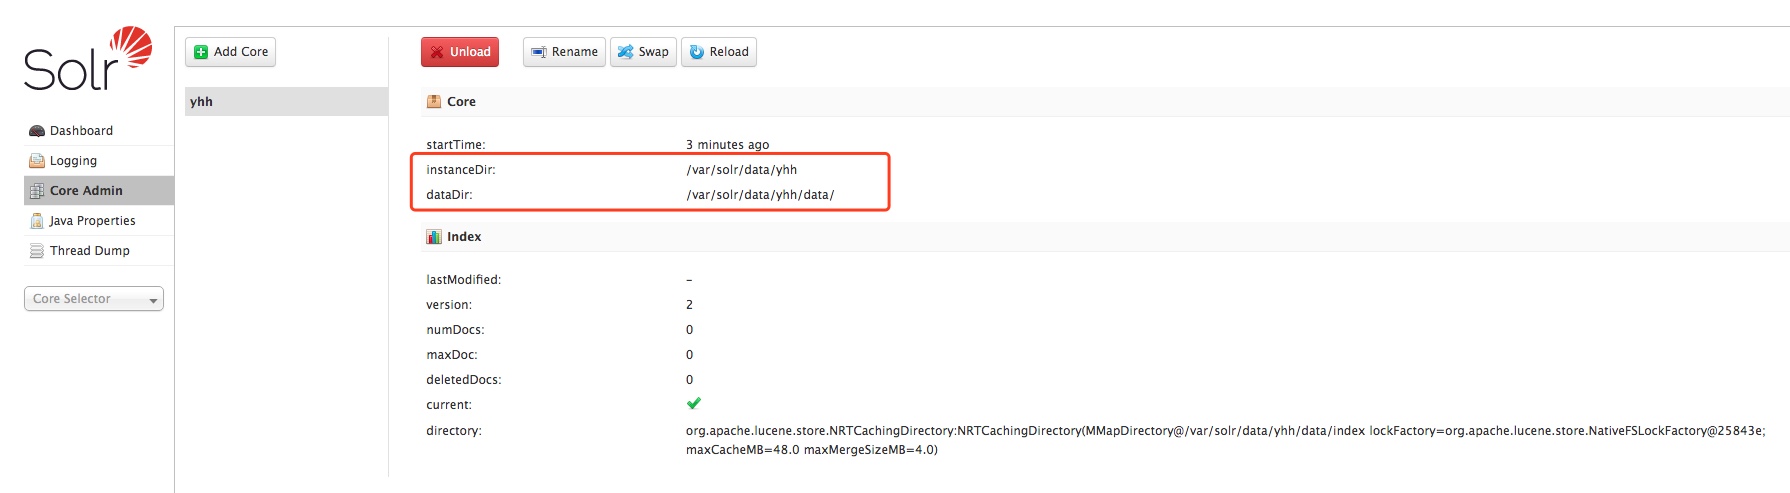 Solr
Add Core
Unload
Rename
Swap
Reload
yhh
Core
Dashboard
Logging
Core Admin
Java Properties
Thread Dump
Core Selector
startTime: 3 minutes ago
instanceDir: /var/solr/data/yhh
dataDir: /var/solr/data/yhh/data/
Index
lastModified: –
version: 2
numDocs: 0
maxDoc: 0
deletedDocs: 0
current:
directory: org.apache.lucene.store.NRTCachingDirectory:NRTCachingDirectory(MMapDirectory@/var/solr/data/yhh/data/index lockFactory=org.apache.lucene.store.NativeFSLockFactory@25843e;
maxCacheMB=48.0 maxMergeSizeMB=4.0)